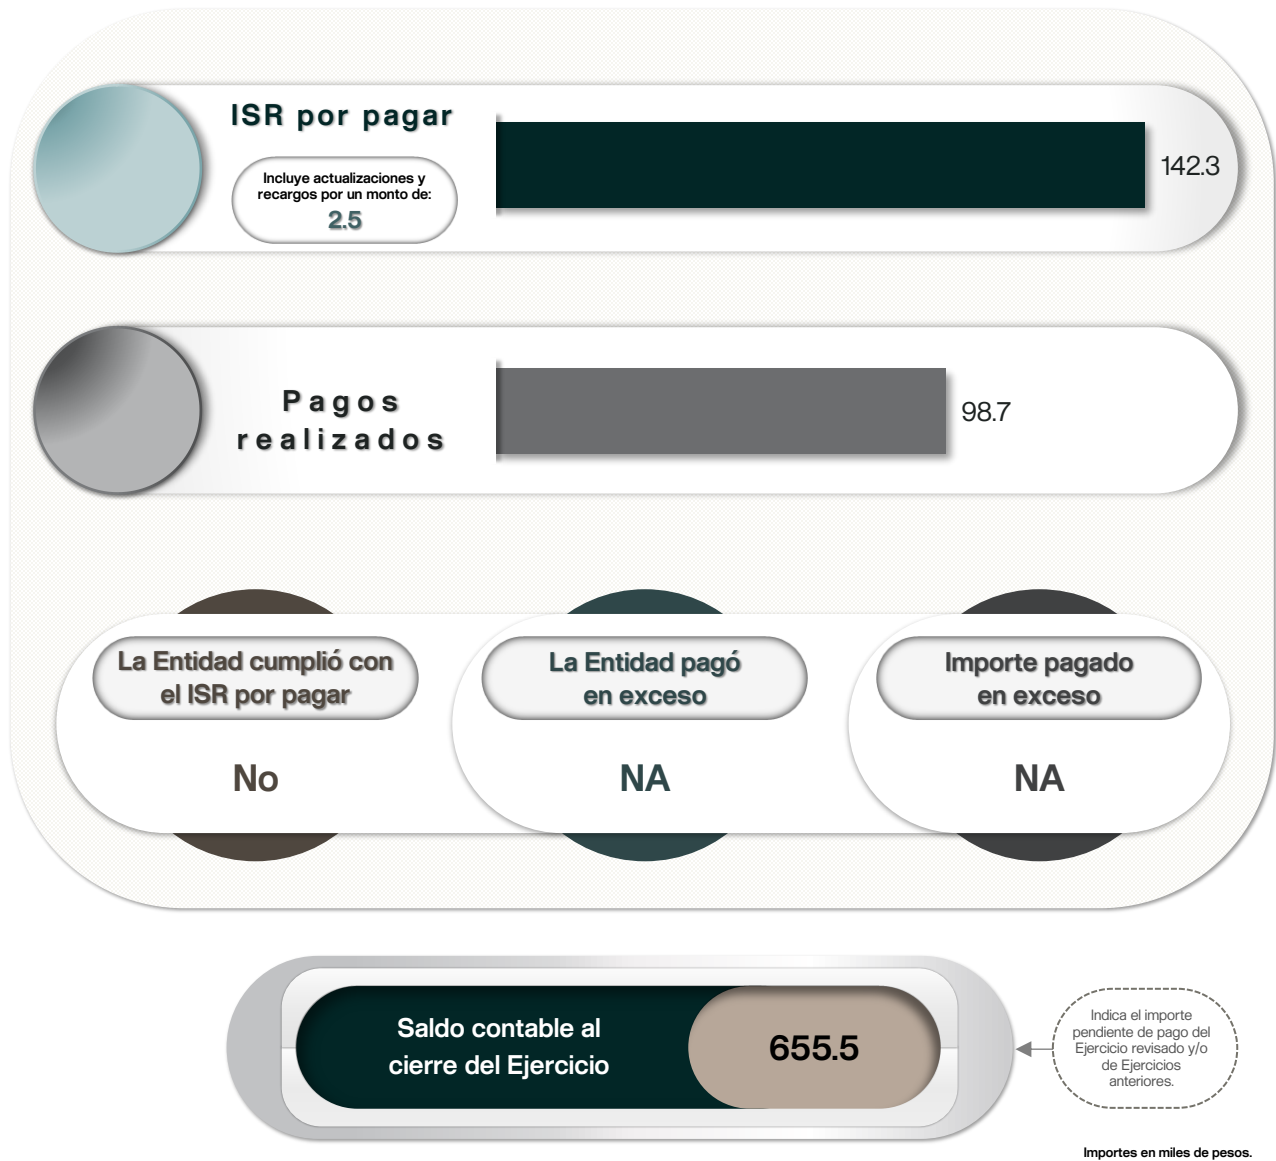 ISR por pagar
Incluye actualizaciones y
recargos por un monto de:
2.5
142.3
Pagos
realizados
98.7
La Entidad cumplió con
el ISR por pagar
No
La Entidad pagó
en exceso
NA
Importe pagado
en exceso
NA
Saldo contable al
cierre del Ejercicio
655.5
Indica el importe
pendiente de pago del
Ejercicio revisado y/o
de Ejercicios
anteriores.
Importes en miles de pesos.